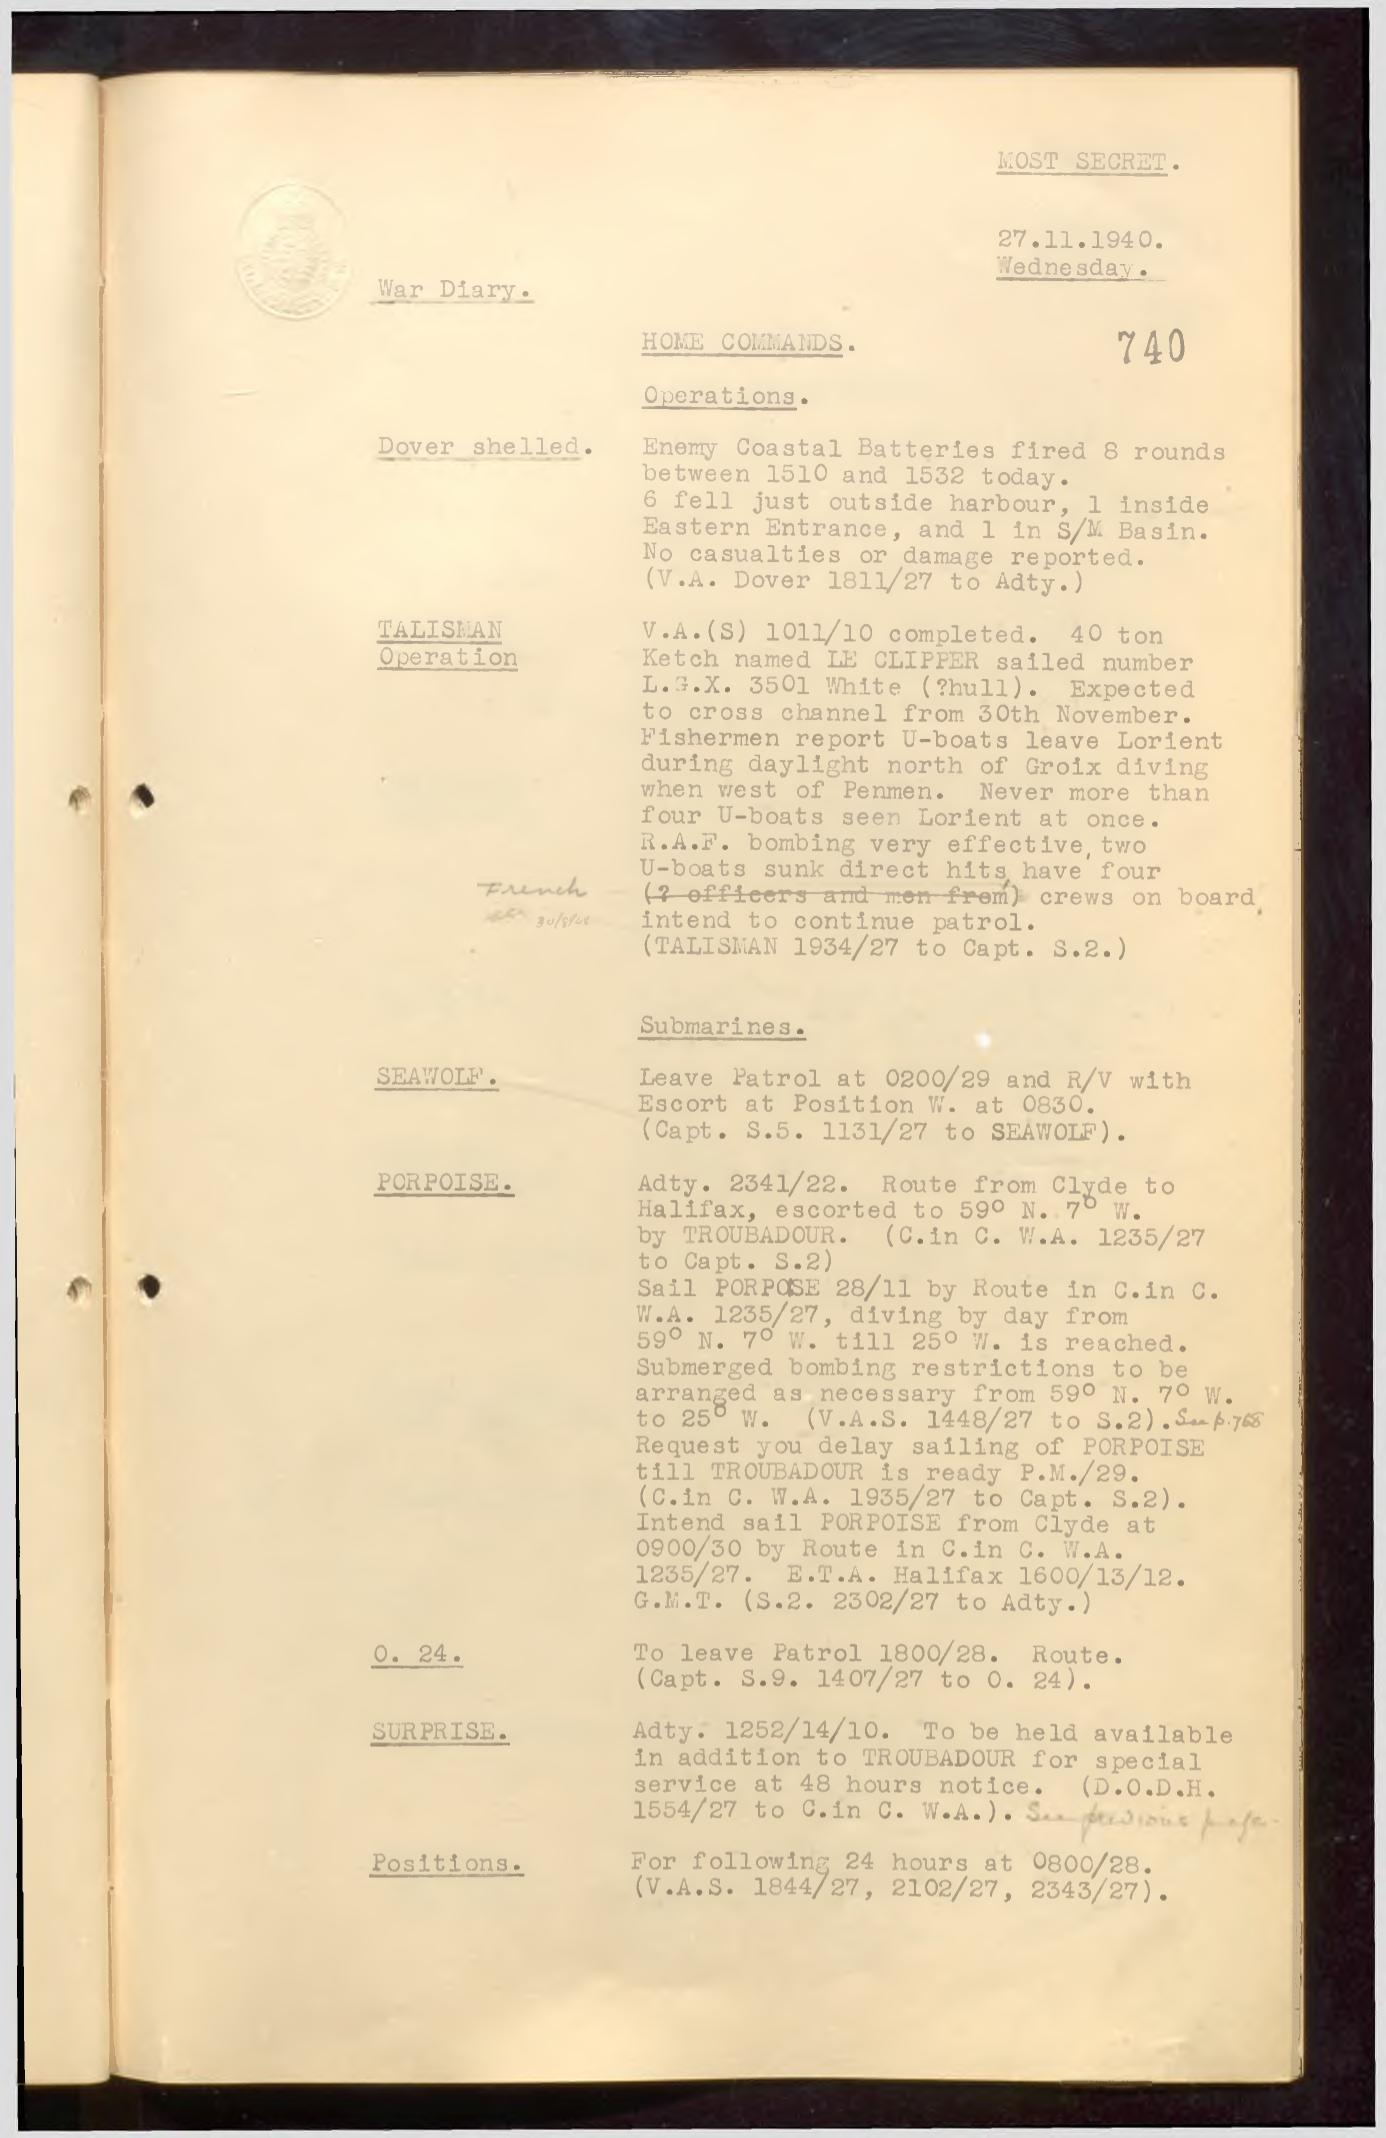 MOST SECRET.
27.11.1940.
Wednesday.
War Diary.
HOME COMMANDS.
740
Operations.
Dover shelled.
Enemy Coastal Batteries fired 8 rounds
between 1510 and 1532 today.
6 fell just outside harbour, 1 inside
Eastern Entrance, and 1 in S/M Basin.
No casualties or damage reported.
(V.A. Dover 1811/27 to Adty.)
TALISMAN
Operation
V.A.(S) 1011/10 completed. 40 ton
Ketch named LE CLIPPER sailed number
L.G.X. 3501 White (?hull). Expected
to cross channel from 30th November.
Fishermen report U-boats leave Lorient
during daylight north of Groix diving
when west of Penmen. Never more than
four U-boats seen Lorient at once.
R.A.F. bombing very effective, two
U-boats sunk direct hits, have four
French
(? officers and men from) crews on board,
intend to continue patrol.
(TALISMAN 1934/27 to Capt. S.2.)
Submarines.
SEAWOLF.
Leave Patrol at 0200/29 and R/V with
Escort at Position W. at 0830.
(Capt. S.5. 1131/27 to SEAWOLF).
PORPOISE.
Adty. 2341/22. Route from Clyde to
Halifax, escorted to 59° N. 7° W.
by TROUBADOUR. (C.in C. W.A. 1235/27
to Capt. S.2)
Sail PORPOSE 28/11 by Route in C.in C.
W.A. 1235/27, diving by day from
59° N. 7° W. till 25° W. is reached.
Submerged bombing restrictions to be
arranged as necessary from 59° N. 7° W.
to 25° W. (V.A.S. 1448/27 to S.2). See p. 768
Request you delay sailing of PORPOISE
till TROUBADOUR is ready P.M./29.
(C.in C. W.A. 1935/27 to Capt. S.2).
Intend sail PORPOISE from Clyde at
0900/30 by Route in C.in C. W.A.
1235/27. E.T.A. Halifax 1600/13/12.
G.M.T. (S.2. 2302/27 to Adty.)
O. 24.
To leave Patrol 1800/28. Route.
(Capt. S.9. 1407/27 to O. 24).
SURPRISE.
Adty. 1252/14/10. To be held available
in addition to TROUBADOUR for special
service at 48 hours notice. (D.O.D.H.
1554/27 to C.in C. W.A.). See previous page.
Positions.
For following 24 hours at 0800/28.
(V.A.S. 1844/27, 2102/27, 2343/27).